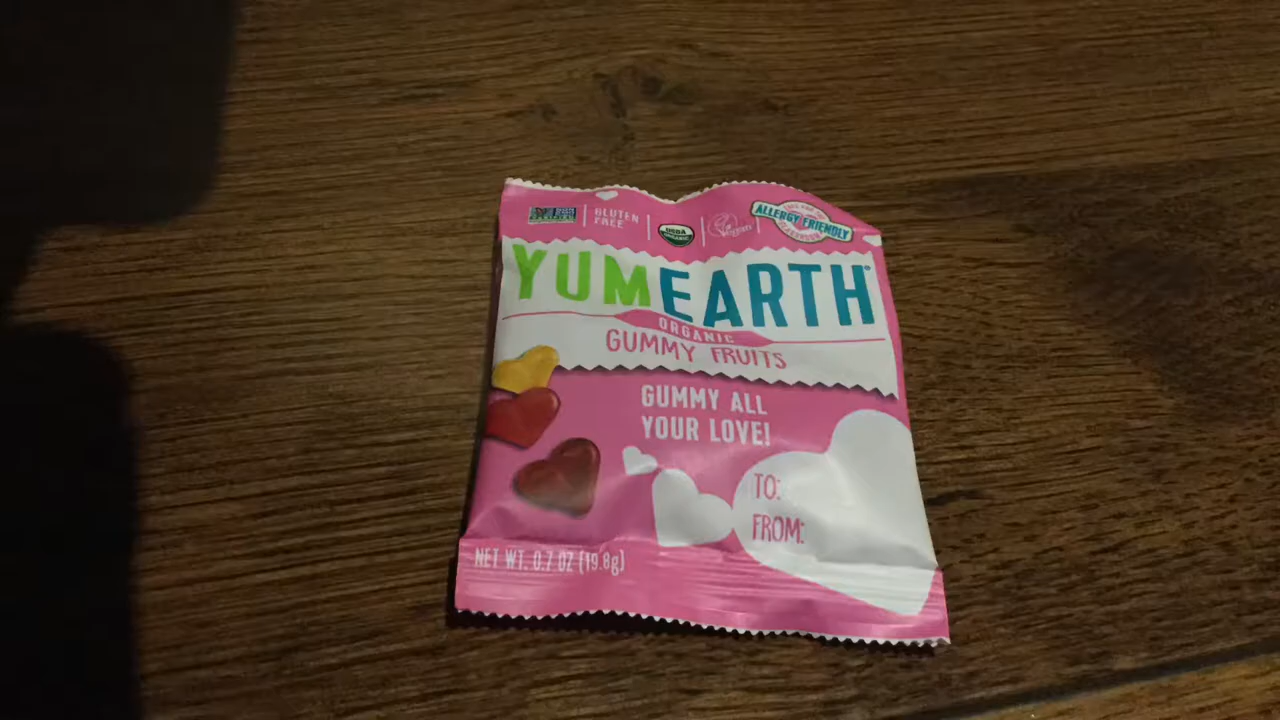 GLUTEN
FREE
USDA
ORGANIC
Vegan
ALLERGY FRIENDLY
YUMEARTH®
ORGANIC
GUMMY FRUITS
GUMMY ALL
YOUR LOVE!
TO:
FROM:
NET WT. 0.7 OZ (19.8g)